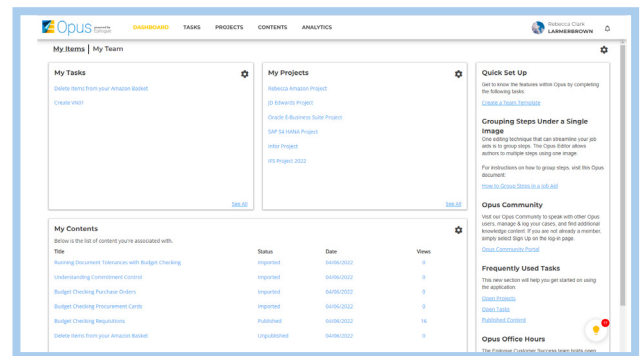 Opus powered by Epilogue
DASHBOARD TASKS PROJECTS CONTENTS ANALYTICS
Rebecca Clark
LARMERBROWN
My Items | My Team
My Tasks
Delete Items from your Amazon Basket
Create VN01
See All
My Projects
Rebecca Amazon Project
JD Edwards Project
Oracle E-Business Suite Project
SAP S4 HANA Project
Infor Project
IFS Project 2022
See All
My Contents
Below is the list of content you're associated with.
Title Status Date Views
Running Document Tolerances with Budget Checking Imported 04/06/2022 0
Understanding Commitment Control Imported 04/06/2022 0
Budget Checking Purchase Orders Imported 04/06/2022 0
Budget Checking Procurement Cards Imported 04/06/2022 0
Budget Checking Requisitions Published 04/06/2022 16
Delete Items from your Amazon Basket Unpublished 04/06/2022 0
Quick Set Up
Get to know the features within Opus by completing
the following tasks
Create a Team Template
Grouping Steps Under a Single
Image
One editing technique that can streamline your job
aids is to group steps. The Opus Editor allows
authors to multiple steps using one image.
For instructions on how to group steps, visit this Opus
document:
How to Group Steps in a Job Aid
Opus Community
Visit our Opus Community to speak with other Opus
users, manage & log your cases, and find additional
knowledge content. If you are not already a member,
simply select Sign Up on the log-in page.
Opus Community Portal
Frequently Used Tasks
This new section will help you get started on using
the application.
Open Projects
Open Tasks
Published Content
Opus Office Hours
The Epilogue Customer Success team hosts open